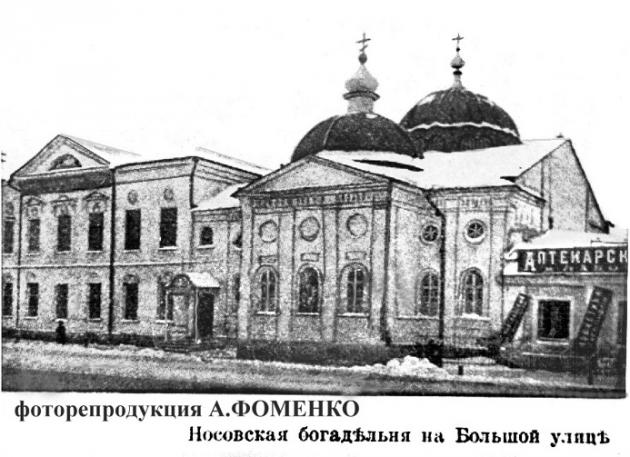 АПТЕКАРСК
фоторепродукция А.ФОМЕНКО
Носовская богадѣльня на Большой улицѣ